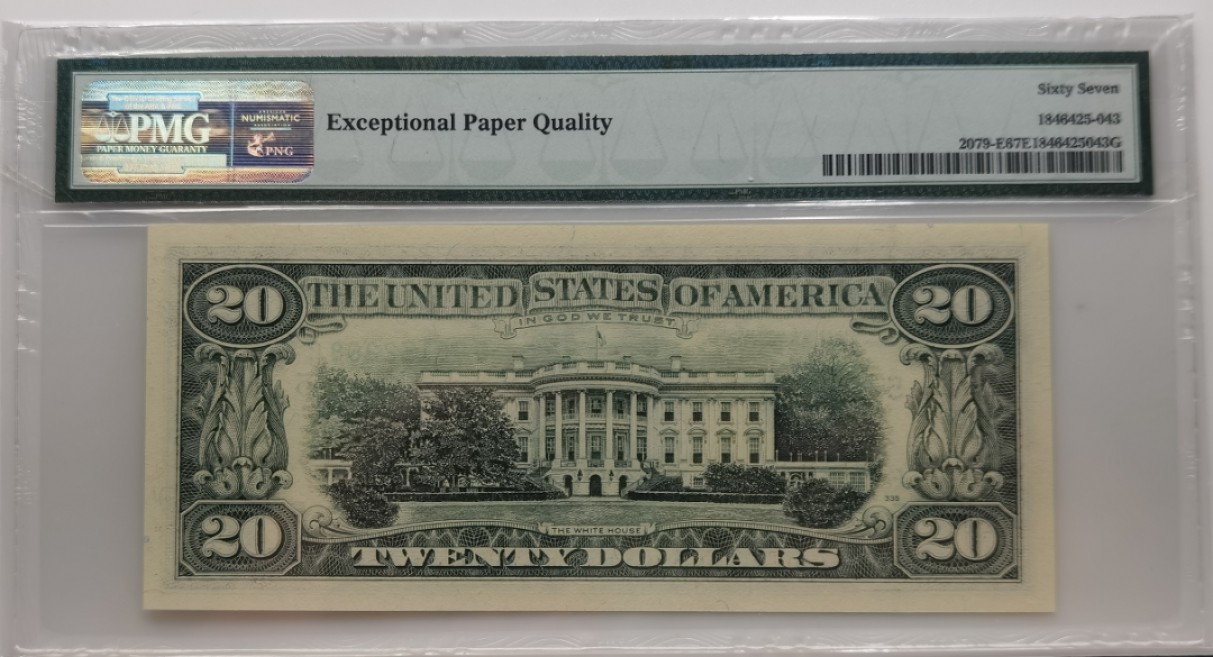 Sixty Seven
PMG
PAPER MONEY GUARANTY
NUMISMATIC
PNG
Exceptional Paper Quality
1846425-043
2079-E67E1846425043G
20 THE UNITED STATES OF AMERICA 20
IN GOD WE TRUST
335
THE WHITE HOUSE
20 TWENTY DOLLARS 20